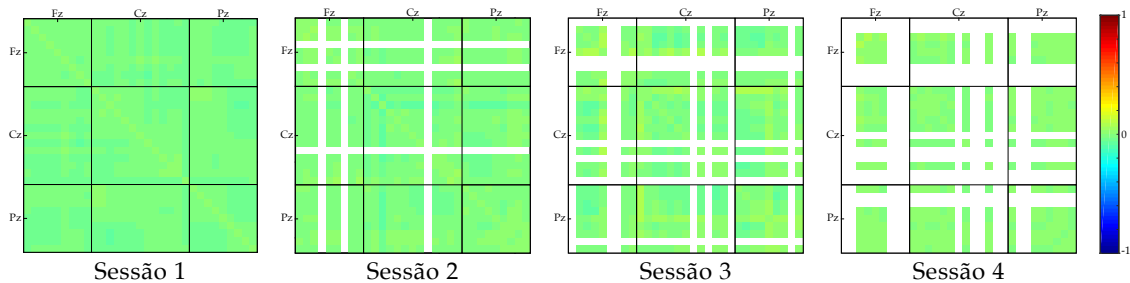 Fz Cz Pz Fz Cz Pz Fz Cz Pz Fz Cz Pz
1
Fz Fz Fz Fz
Cz Cz Cz Cz
0
Pz Pz Pz Pz
-1
Sessão 1 Sessão 2 Sessão 3 Sessão 4